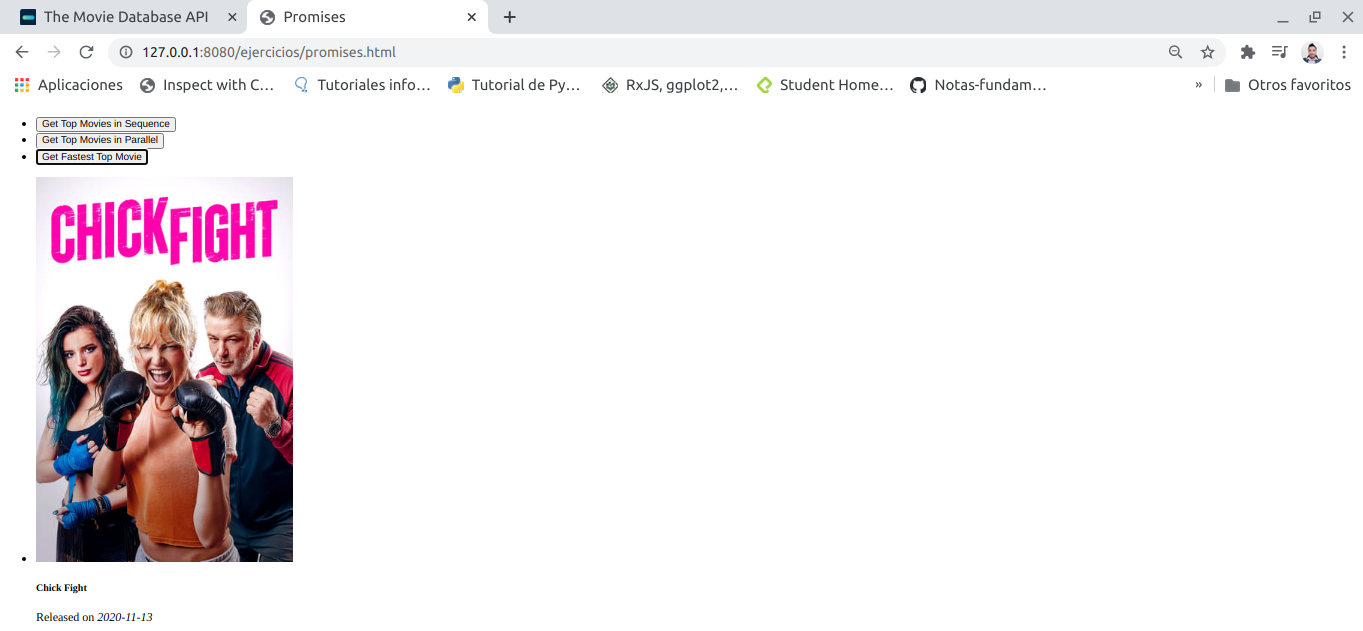 The Movie Database API
Promises
127.0.0.1:8080/ejercicios/promises.html
Aplicaciones
Inspect with C…
Tutoriales info…
Tutorial de Py…
RxJS, ggplot2,…
Student Home…
Notas-fundam…
»
Otros favoritos
Get Top Movies in Sequence
Get Top Movies in Parallel
Get Fastest Top Movie
CHICK FIGHT
Chick Fight
Released on 2020-11-13